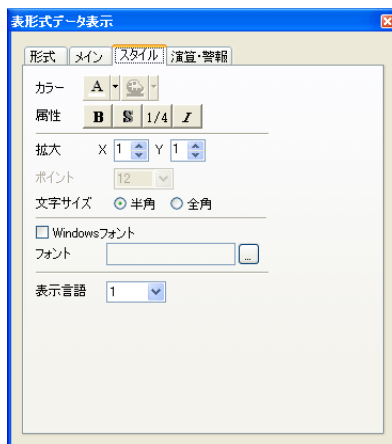 表形式データ表示
形式 メイン スタイル 演算・警報
カラー A
属性 B S 1/4 I
拡大 X 1 Y 1
ポイント 12
文字サイズ 半角 全角
Windowsフォント
フォント ...
表示言語 1